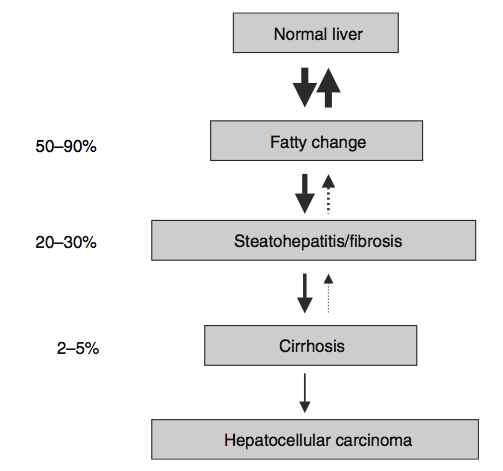 Normal liver
50–90%
Fatty change
20–30%
Steatohepatitis/fibrosis
2–5%
Cirrhosis
Hepatocellular carcinoma